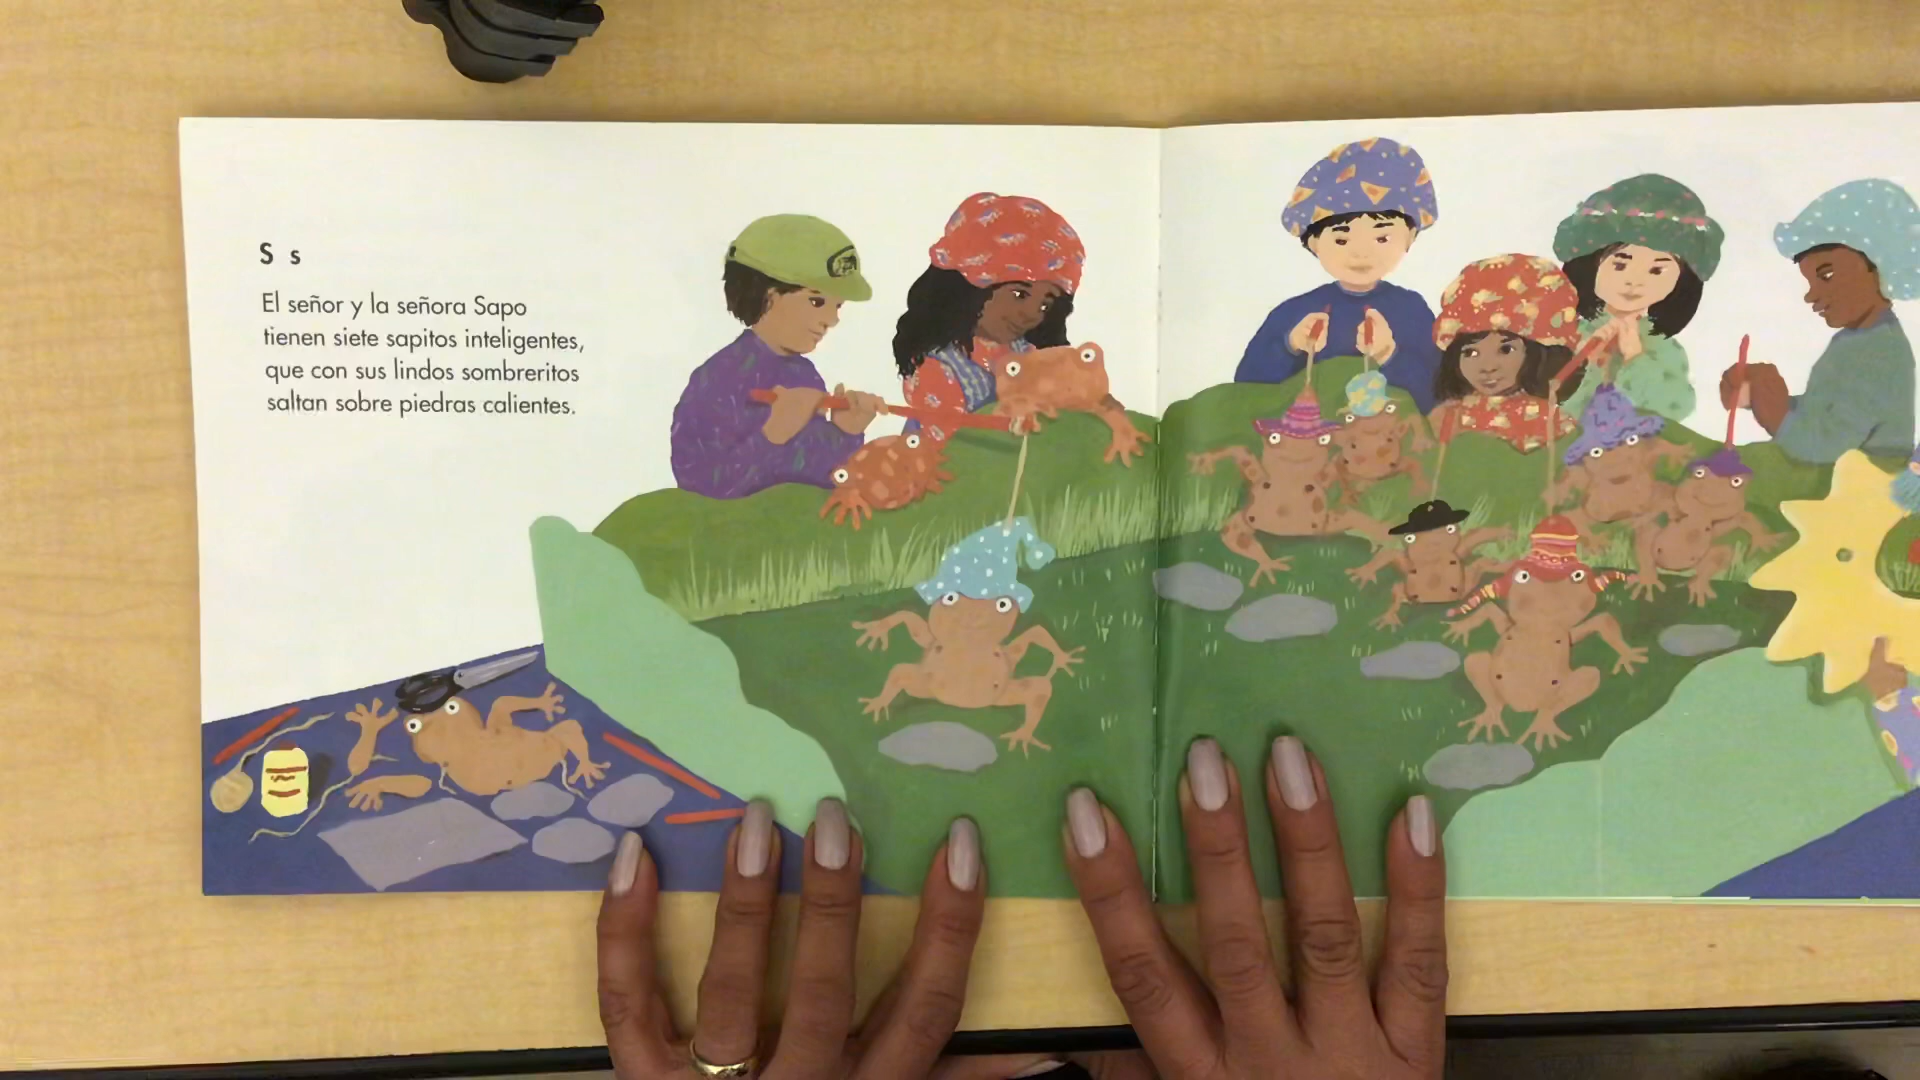 S s
El señor y la señora Sapo
tienen siete sapitos inteligentes,
que con sus lindos sombreritos
saltan sobre piedras calientes.